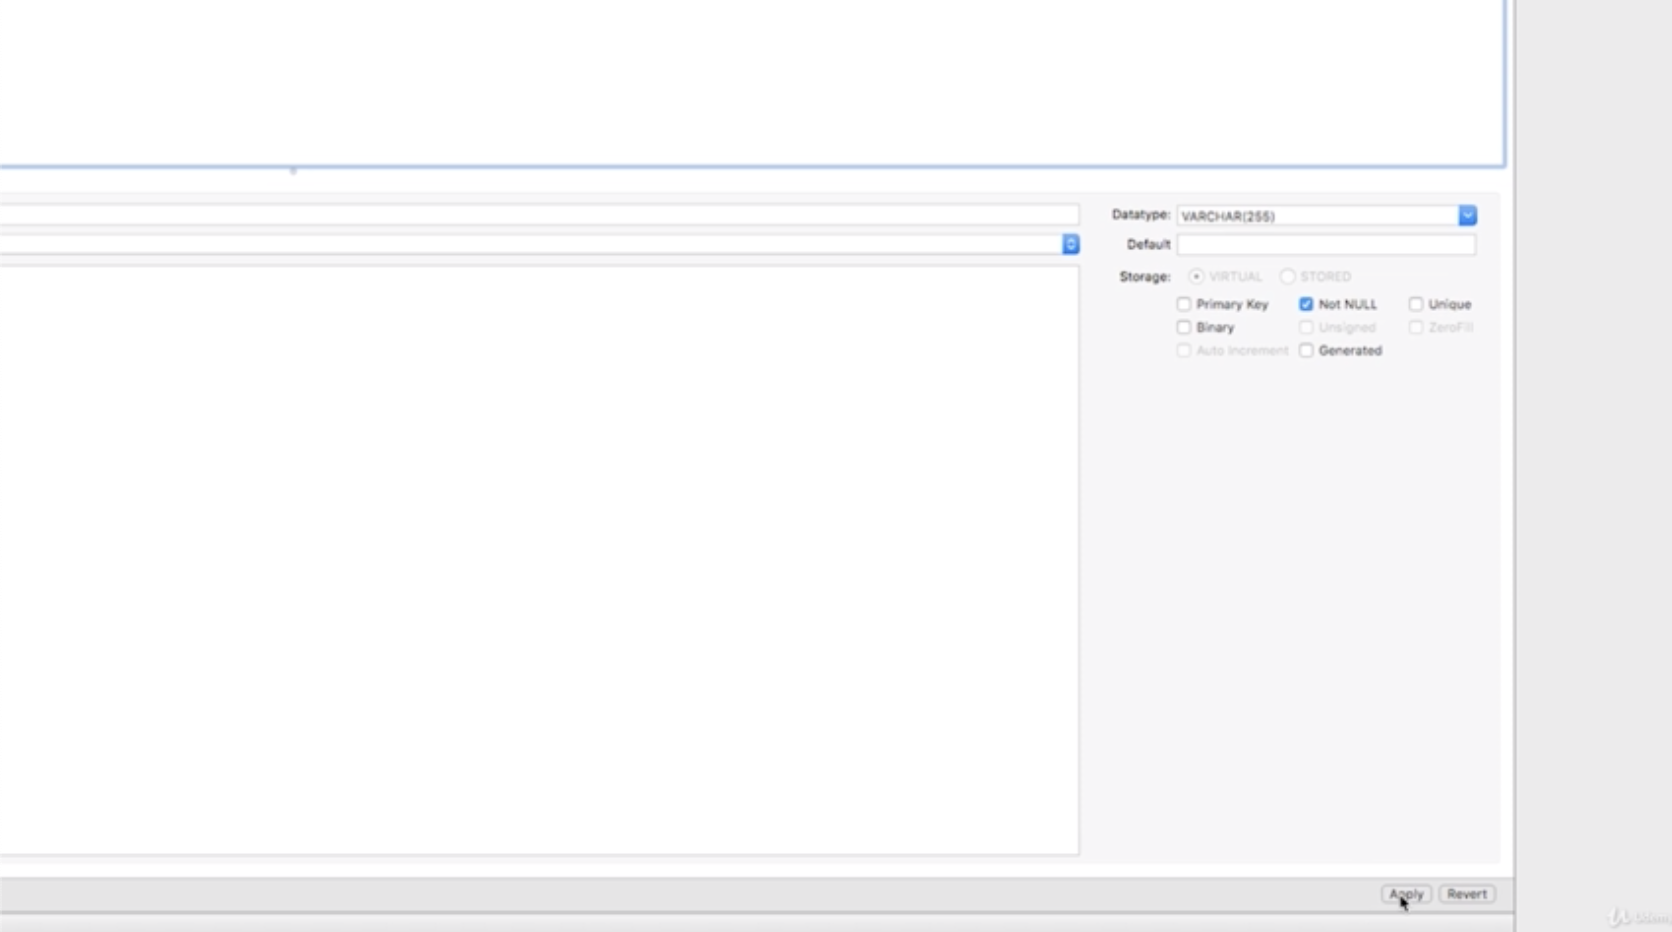 Datatype: VARCHAR(255)
Default
Storage: VIRTUAL STORED
Primary Key Not NULL Unique
Binary Unsigned ZeroFill
Auto Increment Generated
Apply Revert